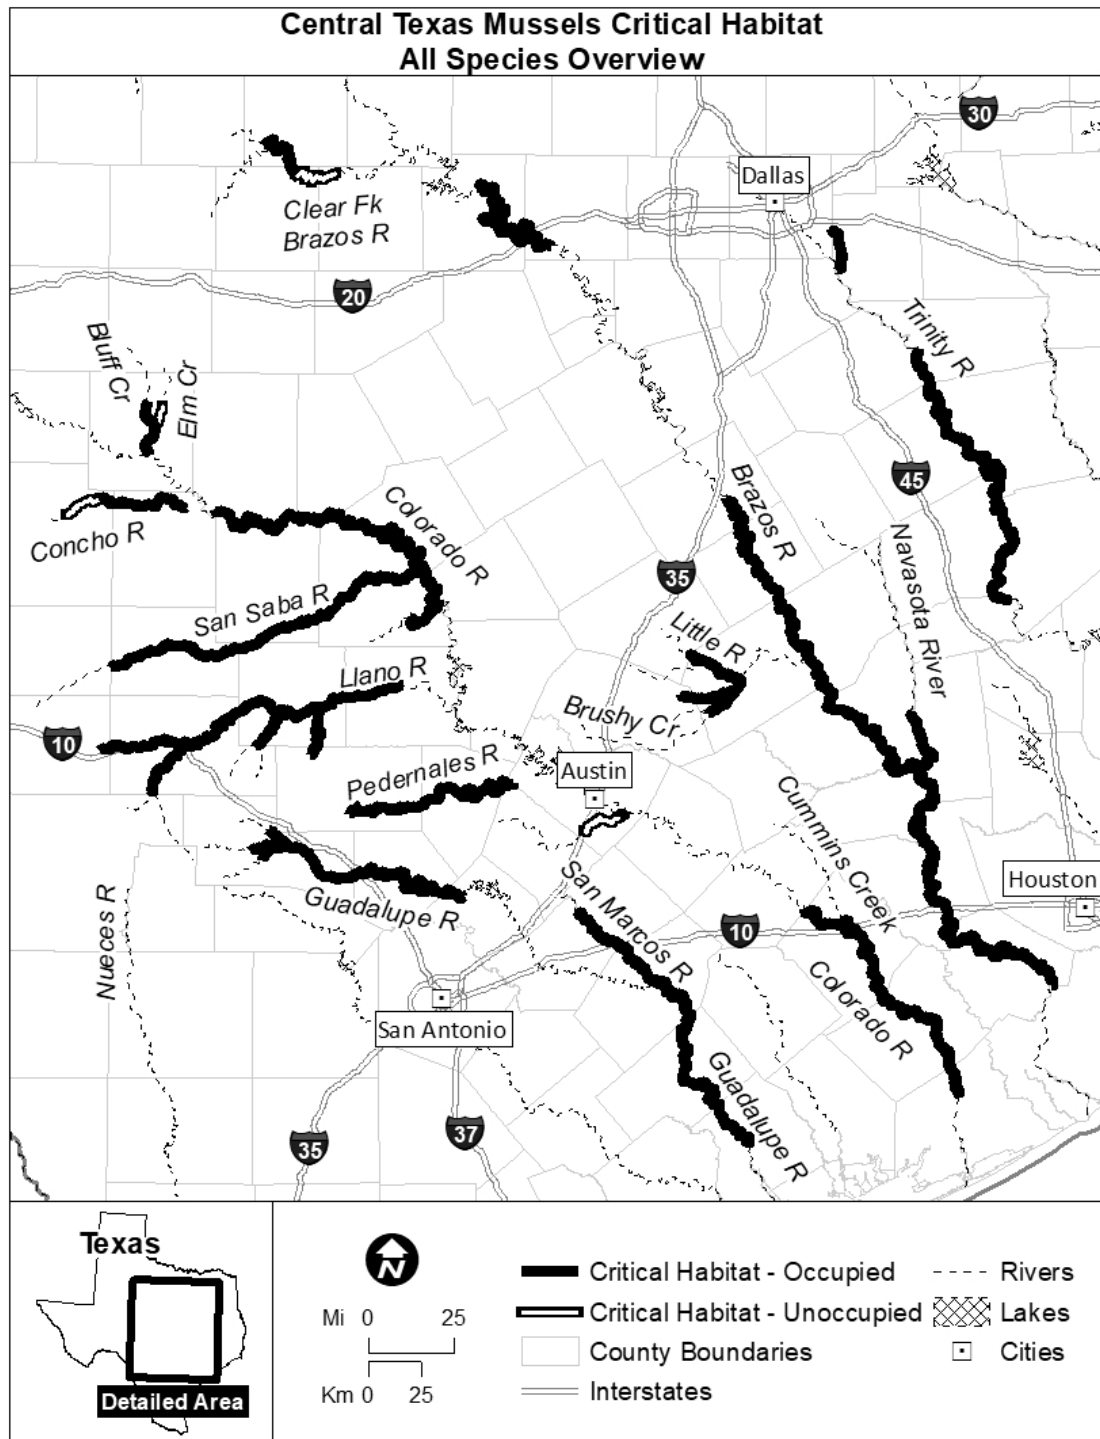 Central Texas Mussels Critical Habitat
All Species Overview
30
Dallas
Clear Fk
Brazos R
20
Trinity R
Bluff Cr
Elm Cr
45
Brazos R
Colorado R
Concho R
Navasota River
35
San Saba R
Little R
Llano R
Brushy Cr
10
Pedernales R
Austin
Cummins Creek
San Marcos R
Houston
Guadalupe R
10
Nueces R
Colorado R
San Antonio
Guadalupe R
35
37
Texas
Detailed Area
N
Mi 0 25
Km 0 25
Critical Habitat - Occupied
Critical Habitat - Unoccupied
County Boundaries
Interstates
Rivers
Lakes
Cities